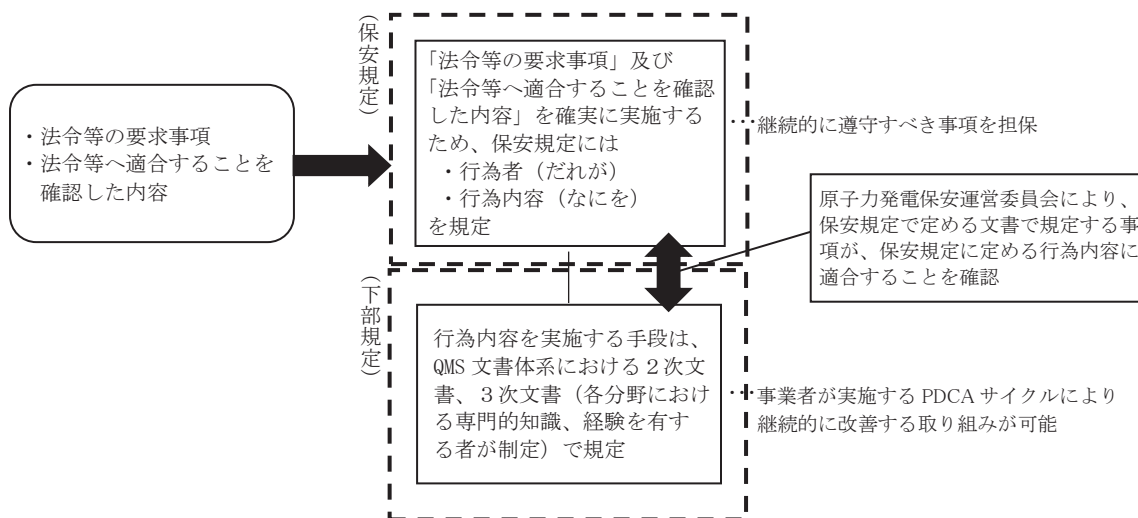 ・法令等の要求事項
・法令等へ適合することを
確認した内容
（保安規定）
「法令等の要求事項」及び
「法令等へ適合することを確認
した内容」を確実に実施する
ため、保安規定には
・行為者（だれが）
・行為内容（なにを）
を規定
…継続的に遵守すべき事項を担保
原子力発電保安運営委員会により、
保安規定で定める文書で規定する事
項が、保安規定に定める行為内容に
適合することを確認
（下部規定）
行為内容を実施する手段は、
QMS 文書体系における２次文
書、３次文書（各分野におけ
る専門的知識、経験を有す
る者が制定）で規定
…事業者が実施する PDCA サイクルにより
継続的に改善する取り組みが可能